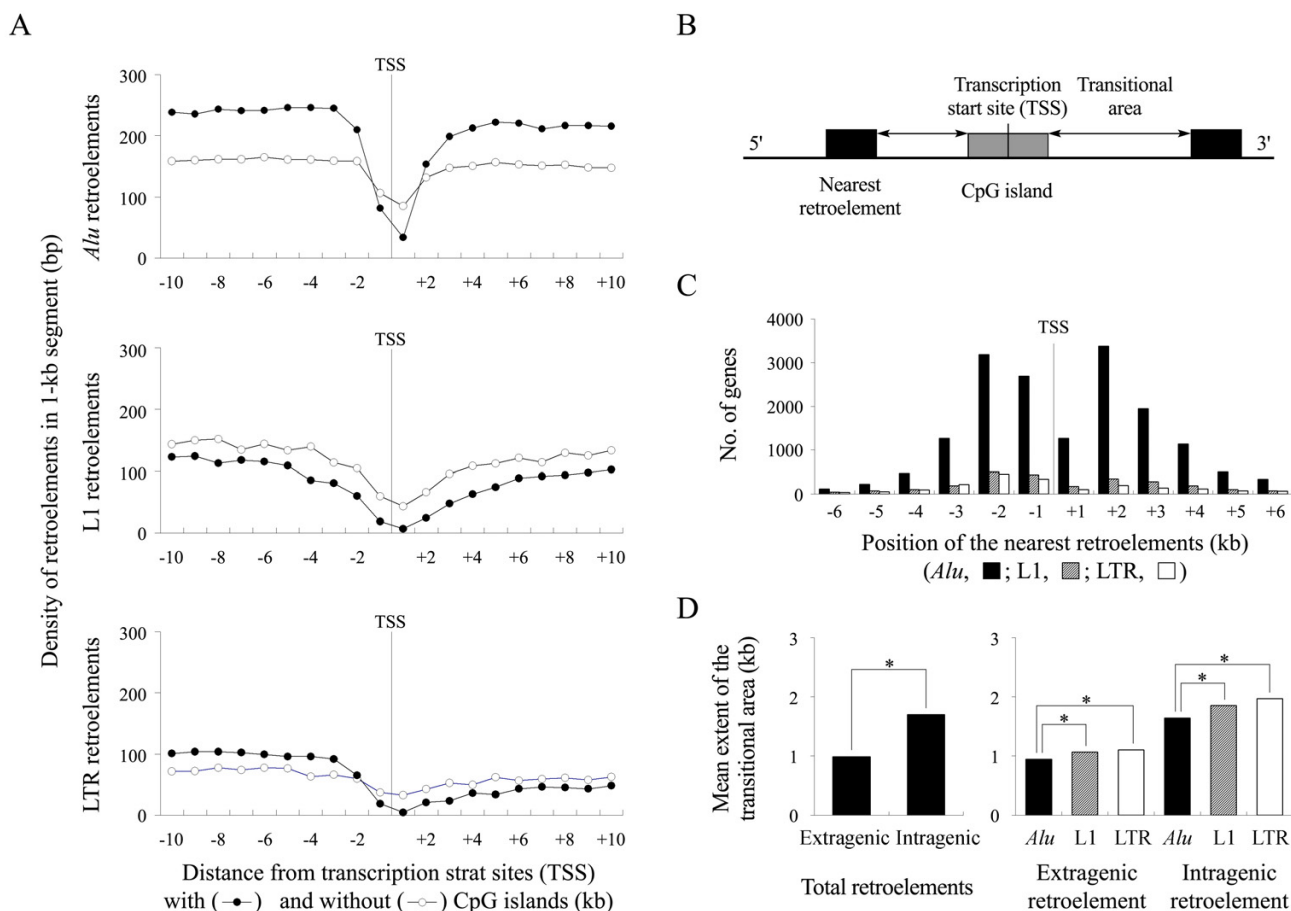 A
Density of retroelements in 1-kb segment (bp)
Alu retroelements
TSS
300
200
100
0
-10 -8 -6 -4 -2 +2 +4 +6 +8 +10
L1 retroelements
TSS
300
200
100
0
-10 -8 -6 -4 -2 +2 +4 +6 +8 +10
LTR retroelements
TSS
300
200
100
0
-10 -8 -6 -4 -2 +2 +4 +6 +8 +10
Distance from transcription strat sites (TSS)
with ( ) and without ( ) CpG islands (kb)
B
Transcription
start site (TSS)
Transitional
area
5' 3'
Nearest
retroelement
CpG island
C
No. of genes
TSS
4000
3000
2000
1000
0
-6 -5 -4 -3 -2 -1 +1 +2 +3 +4 +5 +6
Position of the nearest retroelements (kb)
(Alu, ; L1, ; LTR, )
D
Mean extent of the
transitional area (kb)
3
2
1
0
*
Extragenic Intragenic
Total retroelements
3
2
1
0
* * * *
Alu L1 LTR Alu L1 LTR
Extragenic
retroelement
Intragenic
retroelement